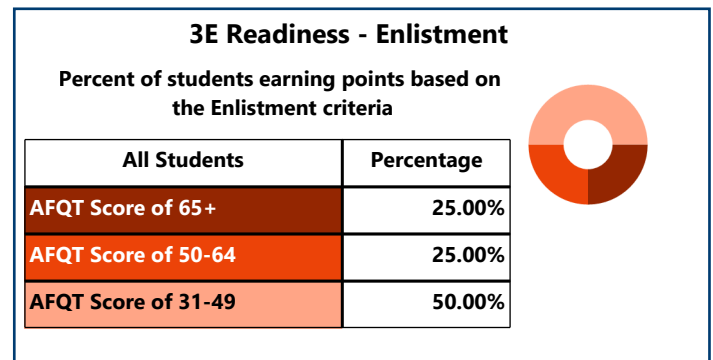 3E Readiness - Enlistment
Percent of students earning points based on
the Enlistment criteria
All Students Percentage
AFQT Score of 65+ 25.00%
AFQT Score of 50-64 25.00%
AFQT Score of 31-49 50.00%